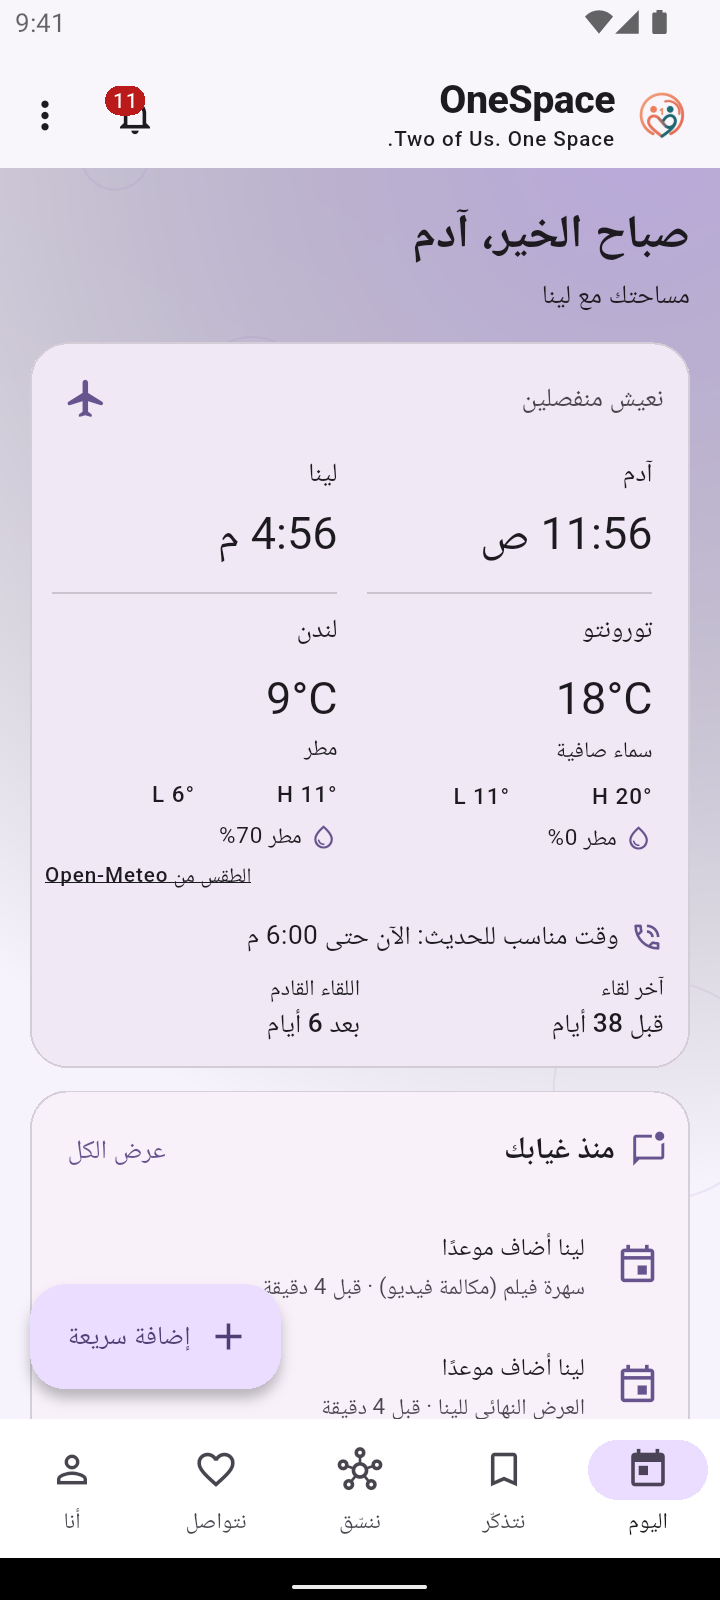 9:41
OneSpace
Two of Us. One Space.
11
صباح الخير، آدم
مساحتك مع لينا
نعيش منفصلين
آدم
11:56 ص
لينا
4:56 م
تورونتو
18°C
سماء صافية
H 20° L 11°
مطر 0%
لندن
9°C
مطر
H 11° L 6°
مطر 70%
الطقس من Open-Meteo
وقت مناسب للحديث: الآن حتى 6:00 م
آخر لقاء
قبل 38 أيام
اللقاء القادم
بعد 6 أيام
منذ غيابك
عرض الكل
لينا أضاف موعدًا
سهرة فيلم (مكالمة فيديو) · قبل 4 دقيقة
لينا أضاف موعدًا
العرض النهائي للينا · قبل 4 دقيقة
إضافة سريعة
اليوم
نتذكّر
ننسّق
نتواصل
أنا